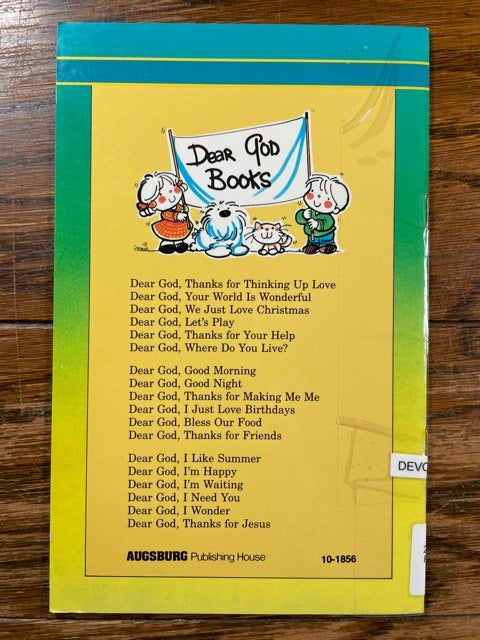 Dear God
Books
Dear God, Thanks for Thinking Up Love
Dear God, Your World Is Wonderful
Dear God, We Just Love Christmas
Dear God, Let's Play
Dear God, Thanks for Your Help
Dear God, Where Do You Live?
Dear God, Good Morning
Dear God, Good Night
Dear God, Thanks for Making Me Me
Dear God, I Just Love Birthdays
Dear God, Bless Our Food
Dear God, Thanks for Friends
Dear God, I Like Summer
Dear God, I'm Happy
Dear God, I'm Waiting
Dear God, I Need You
Dear God, I Wonder
Dear God, Thanks for Jesus
DEVO
AUGSBURG Publishing House 10-1856